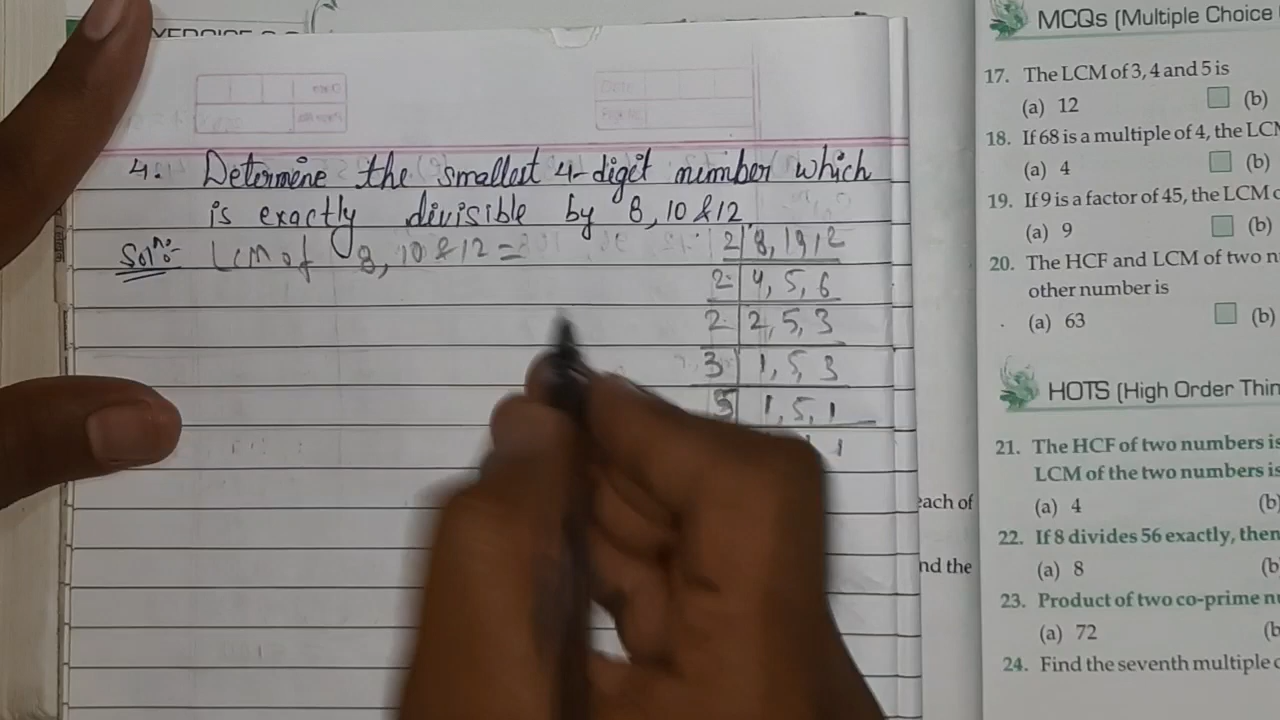 4. Determine the smallest 4-digit number which
is exactly divisible by 8, 10 & 12
Soln:- LCM of 8, 10 & 12 =
2 | 8, 10, 12
2 | 4, 5, 6
2 | 2, 5, 3
3 | 1, 5, 3
5 | 1, 5, 1
1
each of
nd the
MCQs (Multiple Choice
17. The LCM of 3, 4 and 5 is
(a) 12 (b)
18. If 68 is a multiple of 4, the LCM
(a) 4 (b)
19. If 9 is a factor of 45, the LCM
(a) 9 (b)
20. The HCF and LCM of two n
other number is
(a) 63 (b)
HOTS (High Order Thin
21. The HCF of two numbers is
LCM of the two numbers is
(a) 4 (b)
22. If 8 divides 56 exactly, then
(a) 8 (b
23. Product of two co-prime n
(a) 72 (b
24. Find the seventh multiple